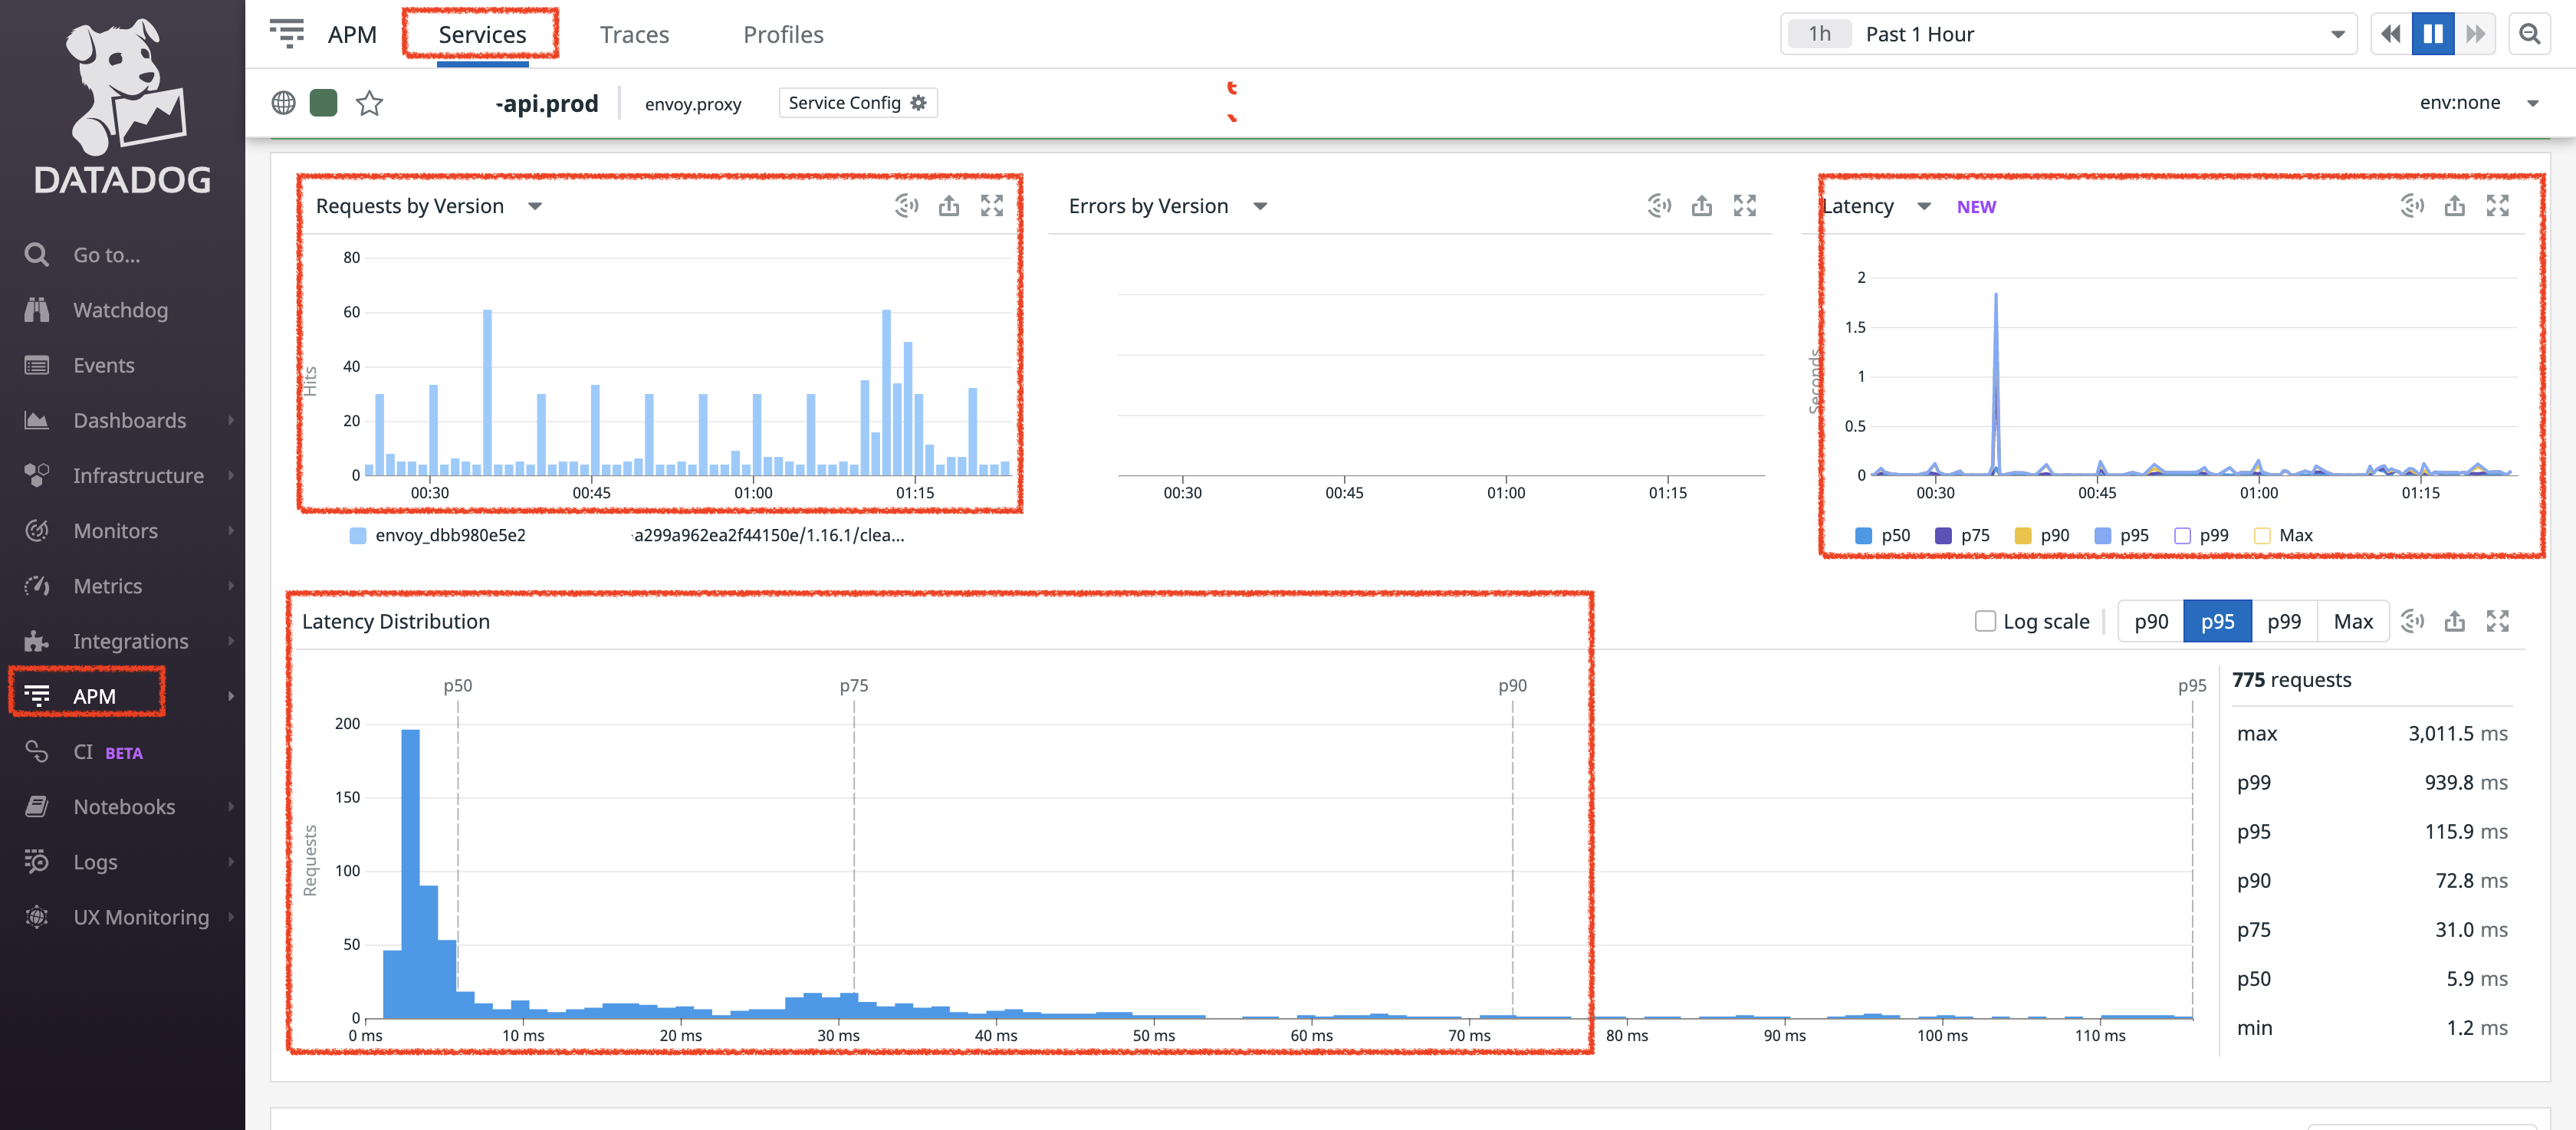 DATADOG
Go to...
Watchdog
Events
Dashboards
Infrastructure
Monitors
Metrics
Integrations
APM
CI BETA
Notebooks
Logs
UX Monitoring
APM Services Traces Profiles
1h Past 1 Hour
-api.prod envoy.proxy Service Config env:none
Requests by Version
Hits
80
60
40
20
0
00:30 00:45 01:00 01:15
envoy_dbb980e5e2 a299a962ea2f44150e/1.16.1/clea...
Errors by Version
00:30 00:45 01:00 01:15
Latency NEW
Seconds
2
1.5
1
0.5
0
00:30 00:45 01:00 01:15
p50 p75 p90 p95 p99 Max
Latency Distribution
Log scale p90 p95 p99 Max
p50 p75 p90 p95
Requests
200
150
100
50
0
0 ms 10 ms 20 ms 30 ms 40 ms 50 ms 60 ms 70 ms 80 ms 90 ms 100 ms 110 ms
775 requests
max 3,011.5 ms
p99 939.8 ms
p95 115.9 ms
p90 72.8 ms
p75 31.0 ms
p50 5.9 ms
min 1.2 ms